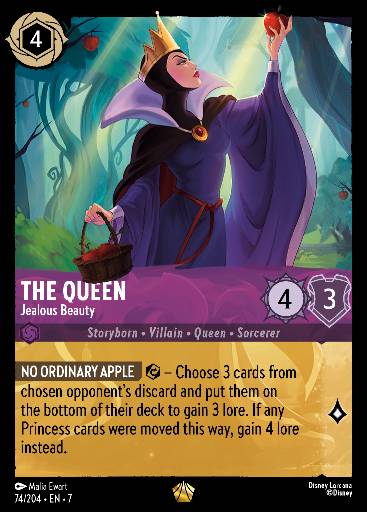 4
THE QUEEN
Jealous Beauty
4 3
Storyborn • Villain • Queen • Sorcerer
NO ORDINARY APPLE – Choose 3 cards from
chosen opponent's discard and put them on
the bottom of their deck to gain 3 lore. If any
Princess cards were moved this way, gain 4 lore
instead.
Malia Ewart
74/204 • EN • 7
Disney Lorcana
©Disney